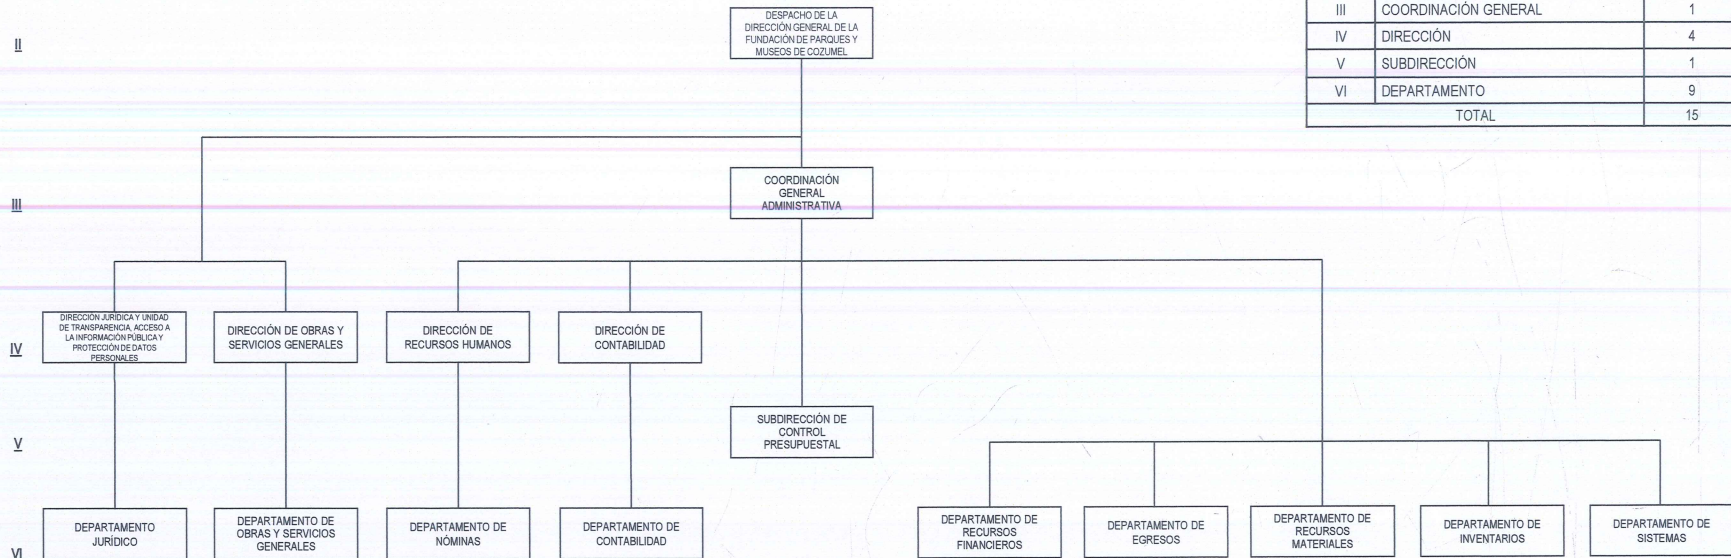 DESPACHO DE LA
DIRECCIÓN GENERAL DE LA
FUNDACIÓN DE PARQUES Y
MUSEOS DE COZUMEL
III COORDINACIÓN GENERAL 1
IV DIRECCIÓN 4
V SUBDIRECCIÓN 1
VI DEPARTAMENTO 9
TOTAL 15
II
III
COORDINACIÓN
GENERAL
ADMINISTRATIVA
IV
DIRECCIÓN JURÍDICA Y UNIDAD
DE TRANSPARENCIA, ACCESO A
LA INFORMACIÓN PÚBLICA Y
PROTECCIÓN DE DATOS
PERSONALES
DIRECCIÓN DE OBRAS Y
SERVICIOS GENERALES
DIRECCIÓN DE
RECURSOS HUMANOS
DIRECCIÓN DE
CONTABILIDAD
V
SUBDIRECCIÓN DE
CONTROL
PRESUPUESTAL
VI
DEPARTAMENTO
JURÍDICO
DEPARTAMENTO DE
OBRAS Y SERVICIOS
GENERALES
DEPARTAMENTO DE
NÓMINAS
DEPARTAMENTO DE
CONTABILIDAD
DEPARTAMENTO DE
RECURSOS
FINANCIEROS
DEPARTAMENTO DE
EGRESOS
DEPARTAMENTO DE
RECURSOS
MATERIALES
DEPARTAMENTO DE
INVENTARIOS
DEPARTAMENTO DE
SISTEMAS